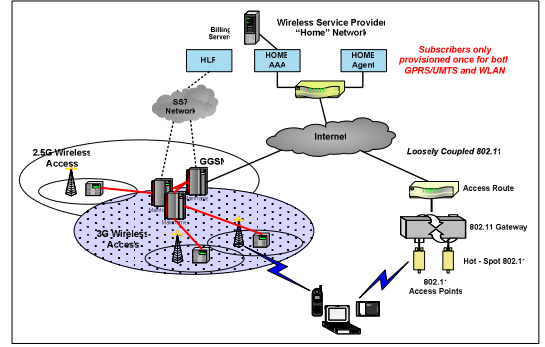 Billing
Servers
Wireless Service Provider
"Home" Network
HLR
HOME
AAA
HOME
Agent
Subscribers only
provisioned once for both
GPRS/UMTS and WLAN
SS7
Network
Internet
2.5G Wireless
Access
GGSN
Loosely Coupled 802.11
Access Route
3G Wireless
Access
802.11 Gateway
Hot - Spot 802.11
802.11
Access Points